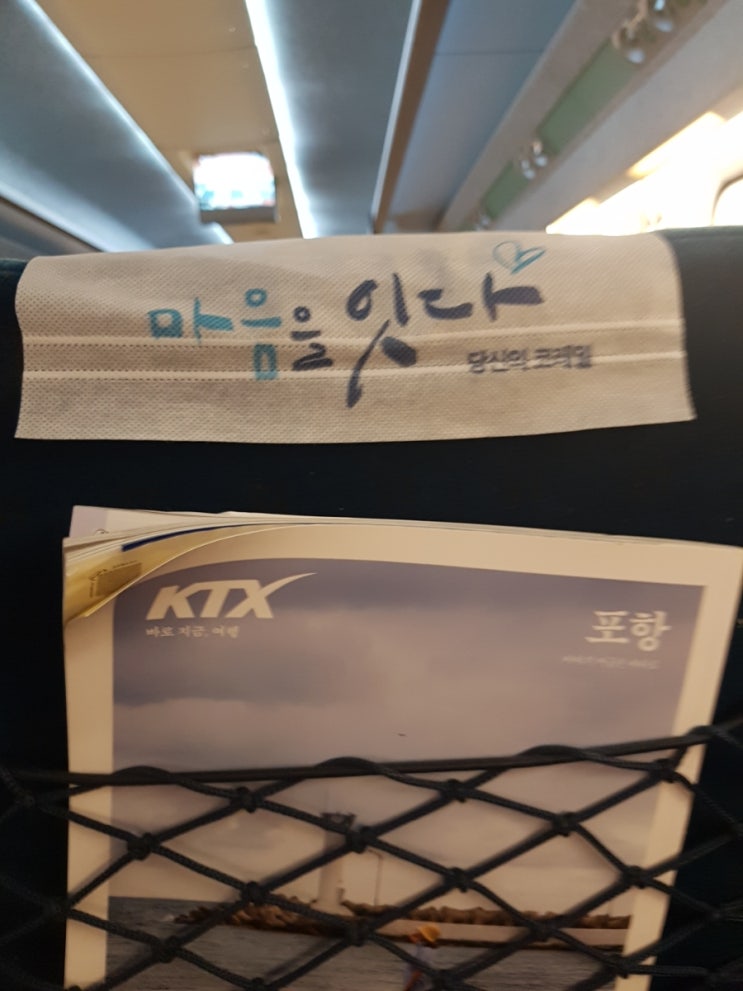 마음을 잇다
당신의 코레일
KTX
바로 지금, 여행
포항